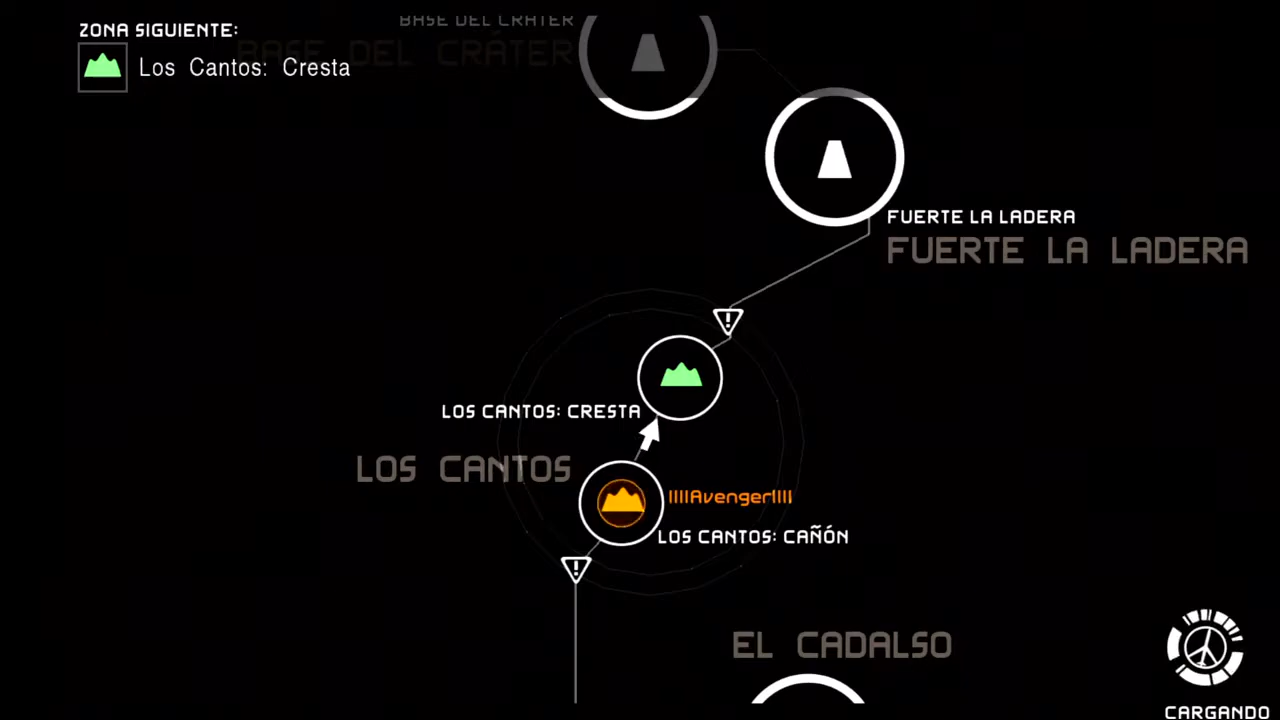 ZONA SIGUIENTE:
Los Cantos: Cresta
BASE DEL CRÁTER
BASE DEL CRÁTER
FUERTE LA LADERA
FUERTE LA LADERA
LOS CANTOS: CRESTA
LOS CANTOS
||||Avenger||||
LOS CANTOS: CAÑÓN
EL CADALSO
CARGANDO